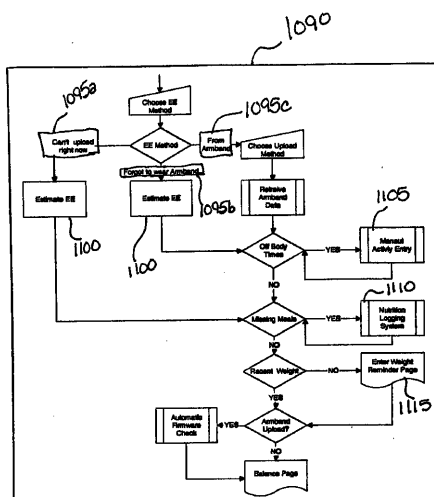 1090
Choose EE
Method
1095a
1095c
Can't upload
right now
EE Method
From
Armband
Choose Upload
Method
Forgot to wear Armband
1095b
Estimate EE
Estimate EE
Retreive
Armband
Data
1105
1100
1100
Off Body
Times
YES
Manaul
Activity Entry
NO
1110
Missing Meals
YES
Nutrition
Logging
System
NO
Recent Weight
NO
Enter Weight
Reminder Page
YES
1115
Automatic
Firmware
Check
YES
Armband
Upload?
NO
Balance Page